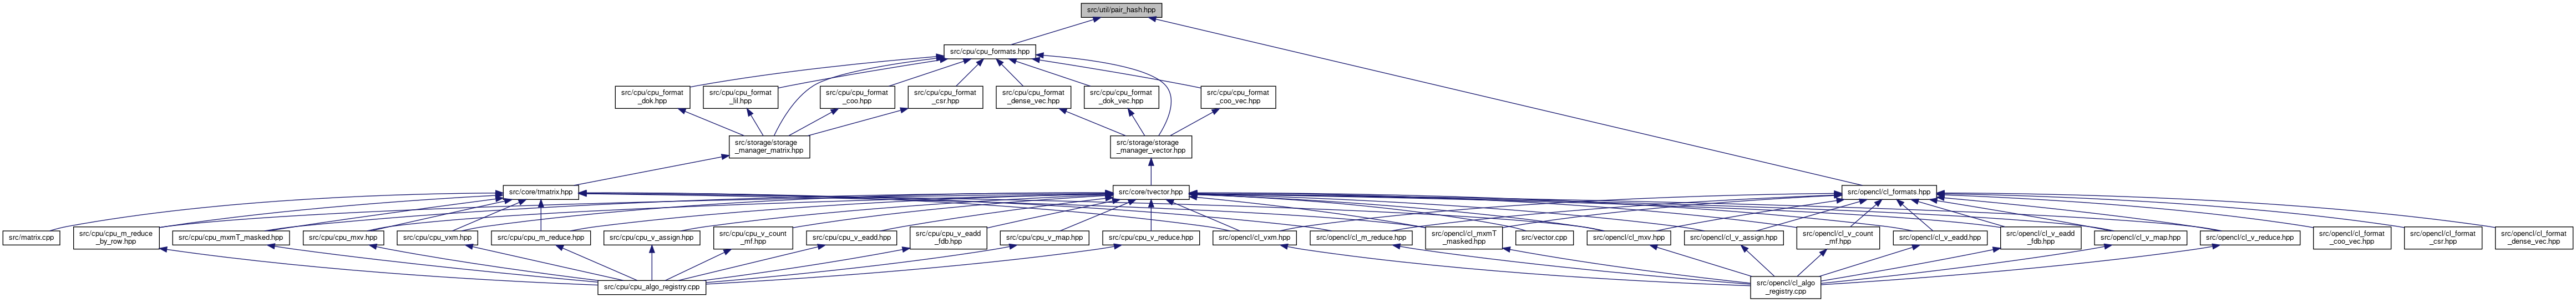 src/util/pair_hash.hpp
src/cpu/cpu_formats.hpp
src/cpu/cpu_format
_dok.hpp
src/cpu/cpu_format
_lil.hpp
src/cpu/cpu_format
_coo.hpp
src/cpu/cpu_format
_csr.hpp
src/cpu/cpu_format
_dense_vec.hpp
src/cpu/cpu_format
_dok_vec.hpp
src/cpu/cpu_format
_coo_vec.hpp
src/storage/storage
_manager_matrix.hpp
src/storage/storage
_manager_vector.hpp
src/core/tmatrix.hpp
src/core/tvector.hpp
src/opencl/cl_formats.hpp
src/matrix.cpp
src/cpu/cpu_m_reduce
_by_row.hpp
src/cpu/cpu_mxmT_masked.hpp
src/cpu/cpu_mxv.hpp
src/cpu/cpu_vxm.hpp
src/cpu/cpu_m_reduce.hpp
src/cpu/cpu_v_assign.hpp
src/cpu/cpu_v_count
_mf.hpp
src/cpu/cpu_v_eadd.hpp
src/cpu/cpu_v_eadd
_fdb.hpp
src/cpu/cpu_v_map.hpp
src/cpu/cpu_v_reduce.hpp
src/opencl/cl_vxm.hpp
src/opencl/cl_m_reduce.hpp
src/opencl/cl_mxmT
_masked.hpp
src/vector.cpp
src/opencl/cl_mxv.hpp
src/opencl/cl_v_assign.hpp
src/opencl/cl_v_count
_mf.hpp
src/opencl/cl_v_eadd.hpp
src/opencl/cl_v_eadd
_fdb.hpp
src/opencl/cl_v_map.hpp
src/opencl/cl_v_reduce.hpp
src/opencl/cl_format
_coo_vec.hpp
src/opencl/cl_format
_csr.hpp
src/opencl/cl_format
_dense_vec.hpp
src/cpu/cpu_algo_registry.cpp
src/opencl/cl_algo
_registry.cpp